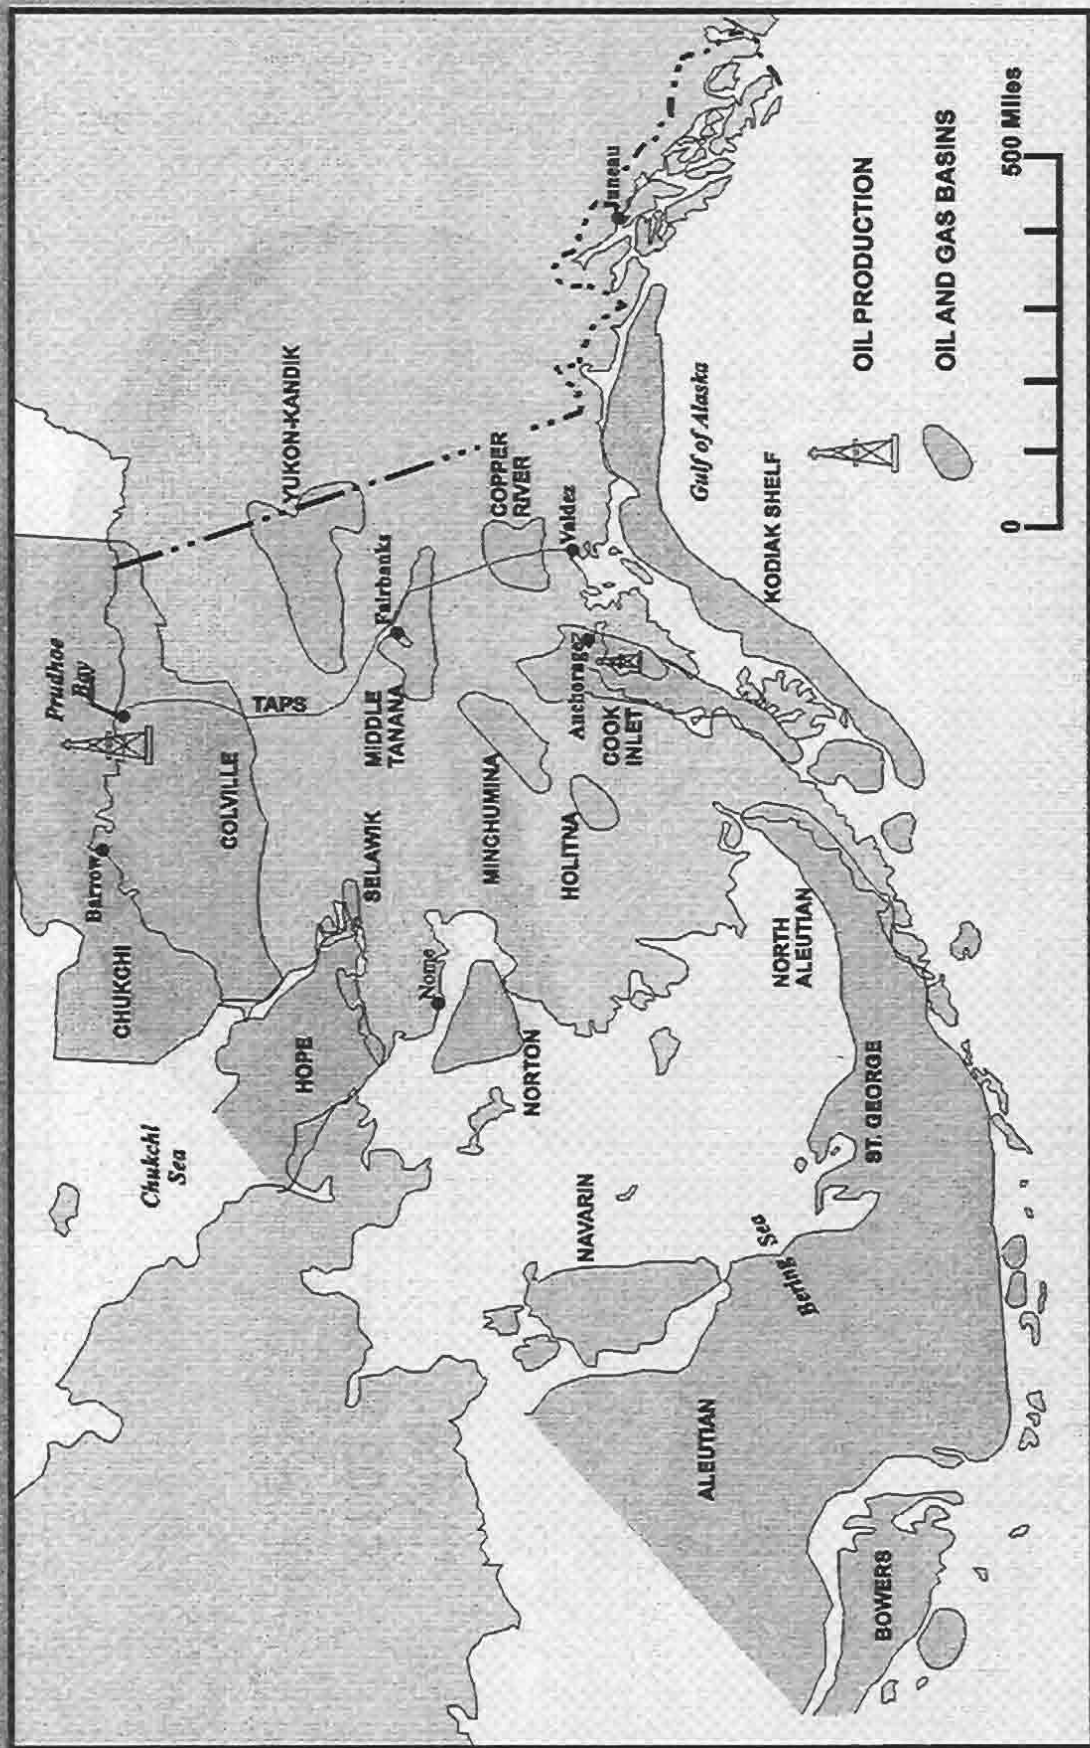 Prudhoe
Bay
Barrow
CHUKCHI
Chukchi
Sea
COLVILLE
TAPS
YUKON-KANDIK
HOPE
SELAWIK
MIDDLE
TANANA
Fairbanks
Nome
NORTON
MINCHUMINA
HOLITNA
COPPER
RIVER
Valdez
Anchorage
COOK
INLET
Juneau
NAVARIN
Bering Sea
NORTH
ALEUTIAN
ST. GEORGE
ALEUTIAN
BOWERS
Gulf of Alaska
KODIAK SHELF
OIL PRODUCTION
OIL AND GAS BASINS
0
500 Miles